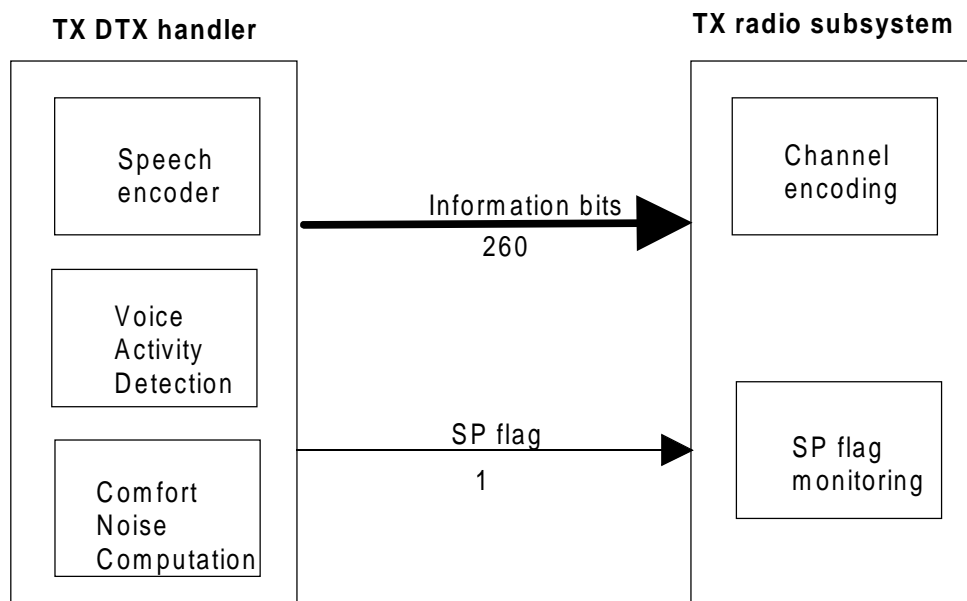 TX DTX handler
TX radio subsystem
Speech
encoder
Channel
encoding
Information bits
260
Voice
Activity
Detection
SP flag
1
SP flag
monitoring
Comfort
Noise
Computation